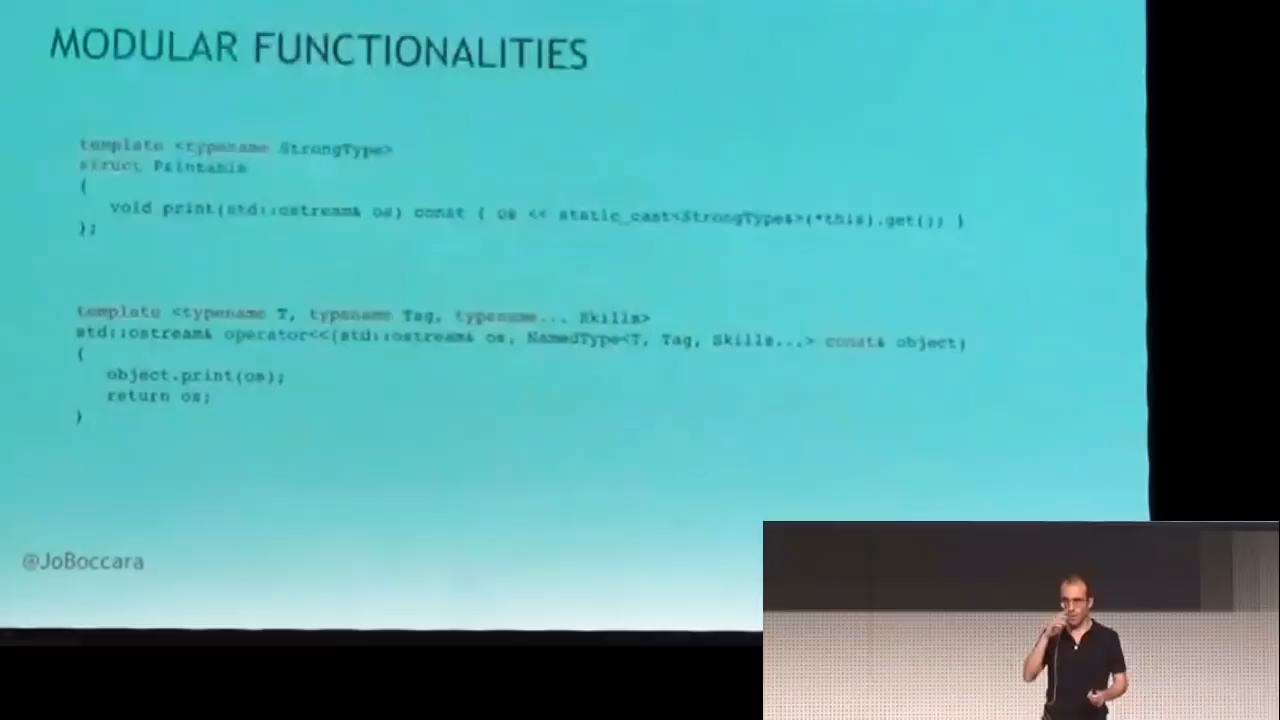 MODULAR FUNCTIONALITIES
template <typename StrongType>
struct Printable
{
void print(std::ostream& os) const { os << static_cast<StrongType&>(*this).get(); }
};
template <typename T, typename Tag, typename... Skills>
std::ostream& operator<<(std::ostream& os, NamedType<T, Tag, Skills...> const& object)
{
object.print(os);
return os;
}
@JoBoccara